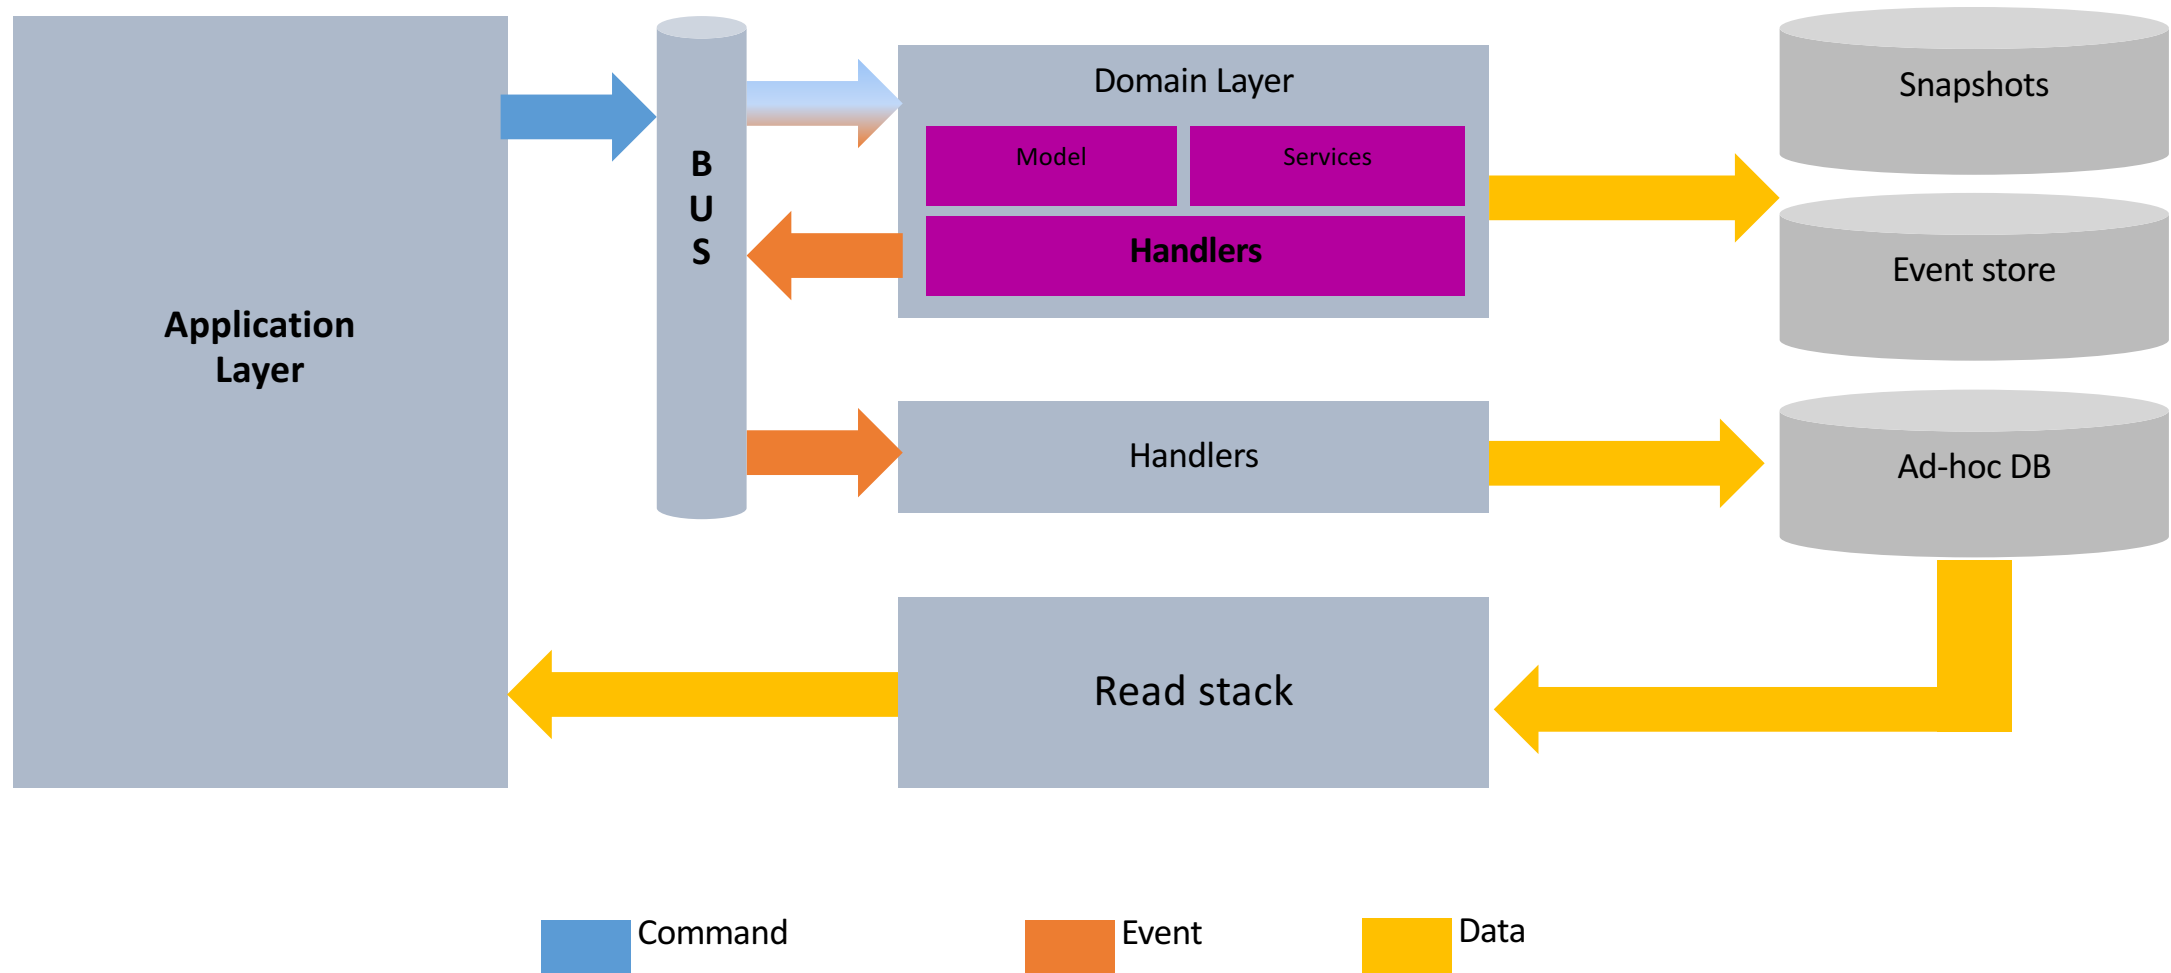 Application
Layer
B
U
S
Domain Layer
Model
Services
Handlers
Handlers
Read stack
Snapshots
Event store
Ad-hoc DB
Command
Event
Data